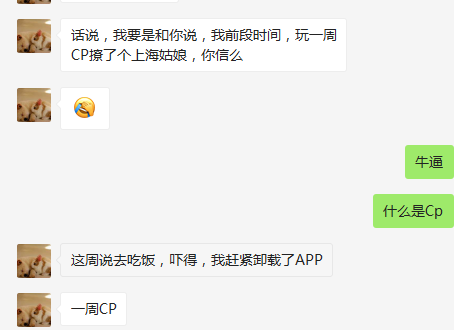 话说，我要是和你说，我前段时间，玩一周
CP撩了个上海姑娘，你信么
牛逼
什么是Cp
这周说去吃饭，吓得，我赶紧卸载了APP
一周CP